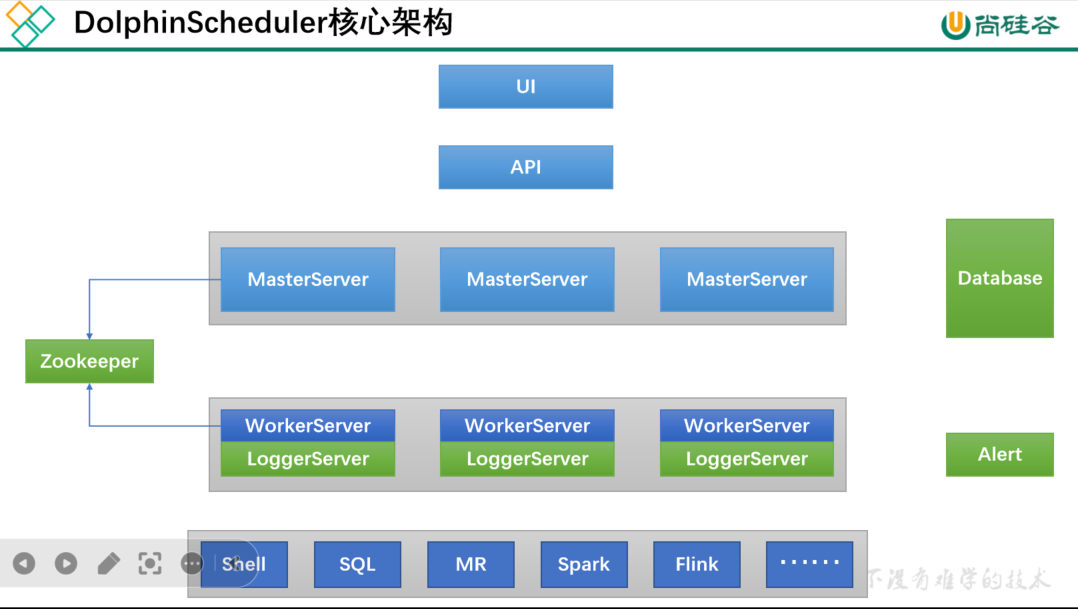 DolphinScheduler核心架构
尚硅谷
UI
API
MasterServer MasterServer MasterServer
Database
Zookeeper
WorkerServer WorkerServer WorkerServer
LoggerServer LoggerServer LoggerServer
Alert
Shell SQL MR Spark Flink ······
下没有难学的技术